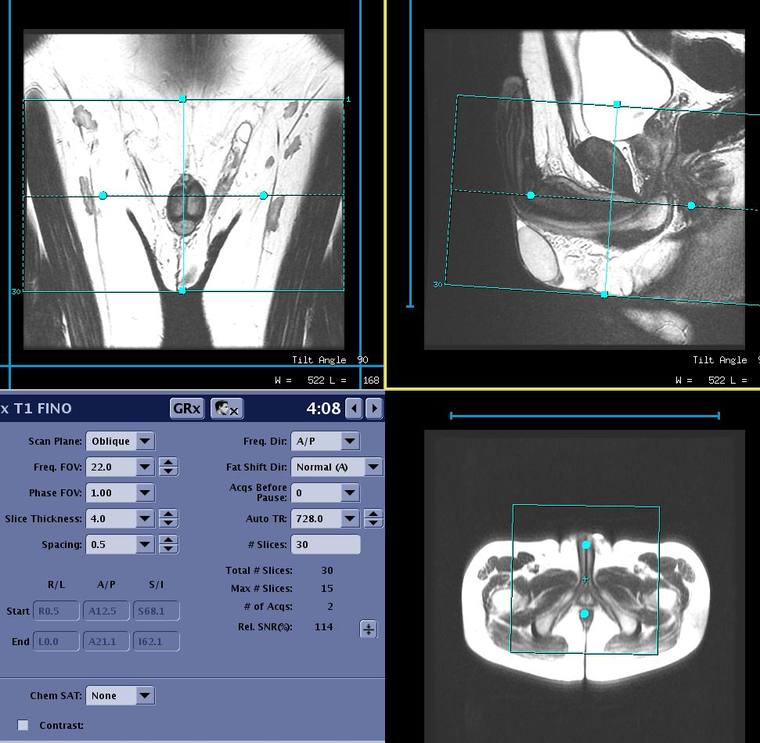 1
30
Tilt Angle 90
W = 522 L = 168
30
Tilt Angle
W = 522 L =
x T1 FINO
GRx
x
4:08
Scan Plane: Oblique
Freq. Dir: A/P
Freq. FOV: 22.0
Fat Shift Dir: Normal (A)
Phase FOV: 1.00
Acqs Before Pause: 0
Slice Thickness: 4.0
Auto TR: 728.0
Spacing: 0.5
# Slices: 30
Total # Slices: 30
R/L A/P S/I
Max # Slices: 15
Start R0.5 A12.5 S68.1
# of Acqs: 2
Rel. SNR(%): 114
End L0.0 A21.1 I62.1
Chem SAT: None
Contrast: